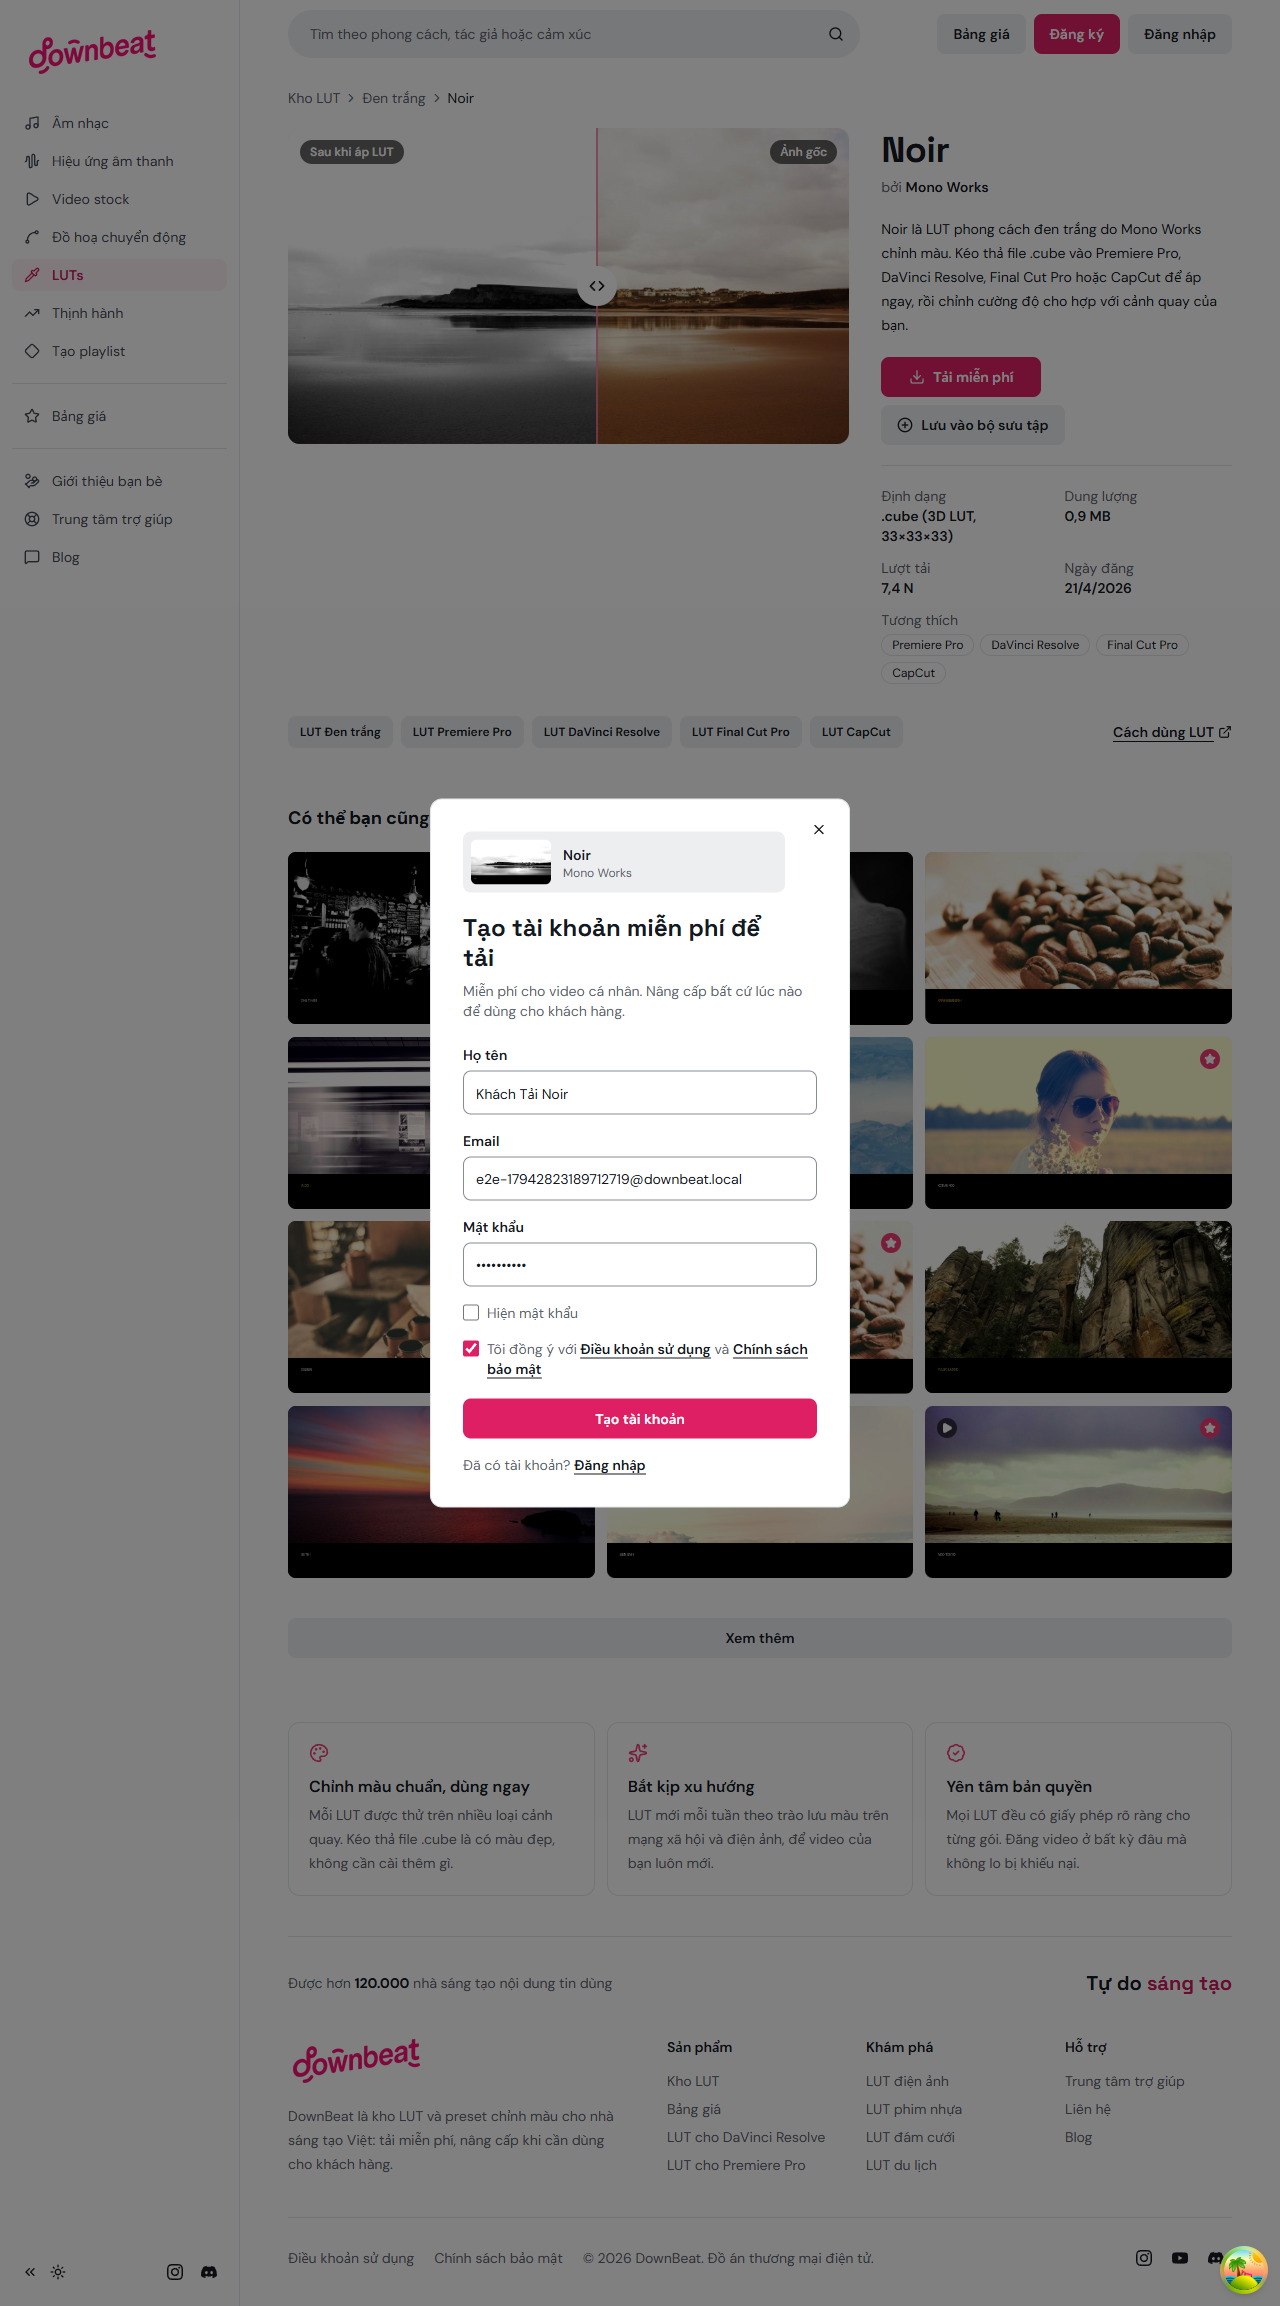 downbeat
Âm nhạc
Hiệu ứng âm thanh
Video stock
Đồ hoạ chuyển động
LUTs
Thịnh hành
Tạo playlist
Bảng giá
Giới thiệu bạn bè
Trung tâm trợ giúp
Blog
Tìm theo phong cách, tác giả hoặc cảm xúc
Bảng giá
Đăng ký
Đăng nhập
Kho LUT > Đen trắng > Noir
Sau khi áp LUT
Ảnh gốc
Noir
bởi Mono Works
Noir là LUT phong cách đen trắng do Mono Works
chỉnh màu. Kéo thả file .cube vào Premiere Pro,
DaVinci Resolve, Final Cut Pro hoặc CapCut để áp
ngay, rồi chỉnh cường độ cho hợp với cảnh quay của
bạn.
Tải miễn phí
Lưu vào bộ sưu tập
Định dạng
.cube (3D LUT,
33×33×33)
Dung lượng
0,9 MB
Lượt tải
7,4 N
Ngày đăng
21/4/2026
Tương thích
Premiere Pro
DaVinci Resolve
Final Cut Pro
CapCut
LUT Đen trắng
LUT Premiere Pro
LUT DaVinci Resolve
LUT Final Cut Pro
LUT CapCut
Cách dùng LUT
Có thể bạn cũng
Noir
Mono Works
Tạo tài khoản miễn phí để
tải
Miễn phí cho video cá nhân. Nâng cấp bất cứ lúc nào
để dùng cho khách hàng.
Họ tên
Khách Tải Noir
Email
e2e-17942823189712719@downbeat.local
Mật khẩu
••••••••••
Hiện mật khẩu
Tôi đồng ý với Điều khoản sử dụng và Chính sách
bảo mật
Tạo tài khoản
Đã có tài khoản? Đăng nhập
Xem thêm
Chỉnh màu chuẩn, dùng ngay
Mỗi LUT được thử trên nhiều loại cảnh
quay. Kéo thả file .cube là có màu đẹp,
không cần cài thêm gì.
Bắt kịp xu hướng
LUT mới mỗi tuần theo trào lưu màu trên
mạng xã hội và điện ảnh, để video của
bạn luôn mới.
Yên tâm bản quyền
Mọi LUT đều có giấy phép rõ ràng cho
từng gói. Đăng video ở bất kỳ đâu mà
không lo bị khiếu nại.
Được hơn 120.000 nhà sáng tạo nội dung tin dùng
Tự do sáng tạo
downbeat
DownBeat là kho LUT và preset chỉnh màu cho nhà
sáng tạo Việt: tải miễn phí, nâng cấp khi cần dùng
cho khách hàng.
Sản phẩm
Kho LUT
Bảng giá
LUT cho DaVinci Resolve
LUT cho Premiere Pro
Khám phá
LUT điện ảnh
LUT phim nhựa
LUT đám cưới
LUT du lịch
Hỗ trợ
Trung tâm trợ giúp
Liên hệ
Blog
Điều khoản sử dụng
Chính sách bảo mật
© 2026 DownBeat. Đồ án thương mại điện tử.